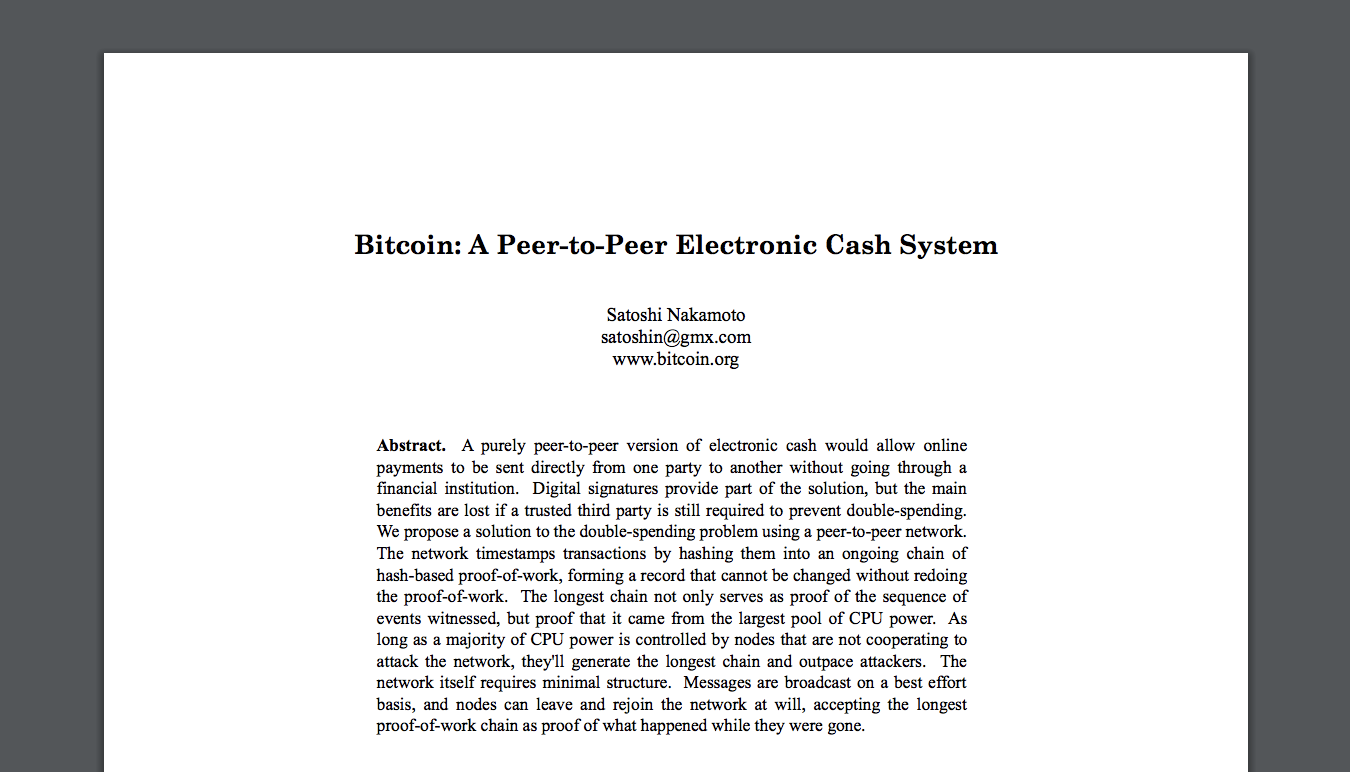 Bitcoin: A Peer-to-Peer Electronic Cash System
Satoshi Nakamoto
satoshin@gmx.com
www.bitcoin.org
Abstract. A purely peer-to-peer version of electronic cash would allow online
payments to be sent directly from one party to another without going through a
financial institution. Digital signatures provide part of the solution, but the main
benefits are lost if a trusted third party is still required to prevent double-spending.
We propose a solution to the double-spending problem using a peer-to-peer network.
The network timestamps transactions by hashing them into an ongoing chain of
hash-based proof-of-work, forming a record that cannot be changed without redoing
the proof-of-work. The longest chain not only serves as proof of the sequence of
events witnessed, but proof that it came from the largest pool of CPU power. As
long as a majority of CPU power is controlled by nodes that are not cooperating to
attack the network, they'll generate the longest chain and outpace attackers. The
network itself requires minimal structure. Messages are broadcast on a best effort
basis, and nodes can leave and rejoin the network at will, accepting the longest
proof-of-work chain as proof of what happened while they were gone.